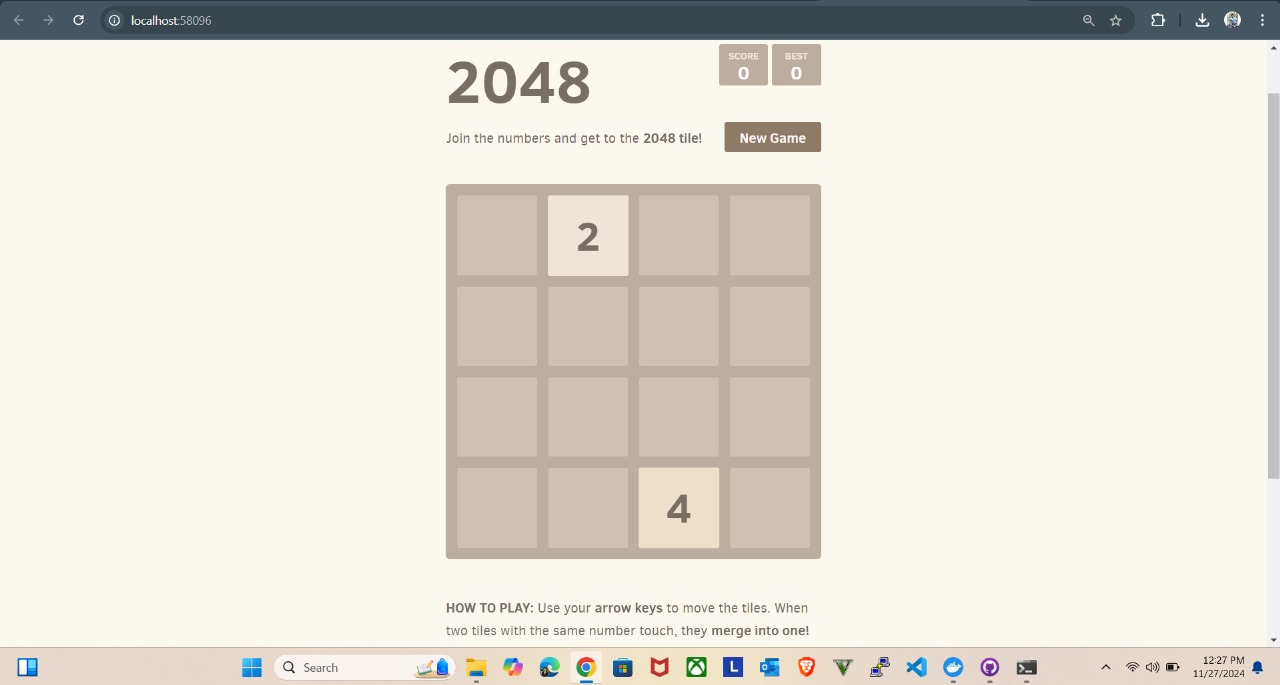 localhost:58096
2048
SCORE
0
BEST
0
Join the numbers and get to the 2048 tile!
New Game
2
4
HOW TO PLAY: Use your arrow keys to move the tiles. When
two tiles with the same number touch, they merge into one!
Search
L
12:27 PM
11/27/2024